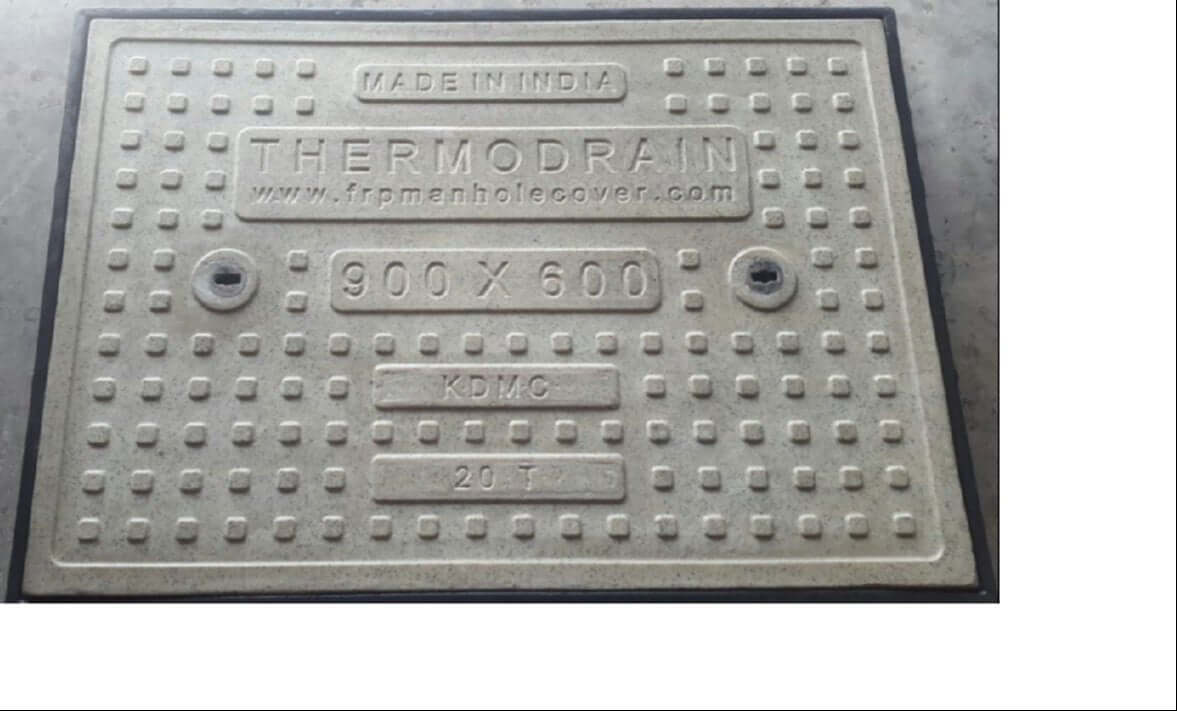 MADE IN INDIA
THERMODRAIN
www.frpmanholecover.com
900 X 600
KDMC
20 T